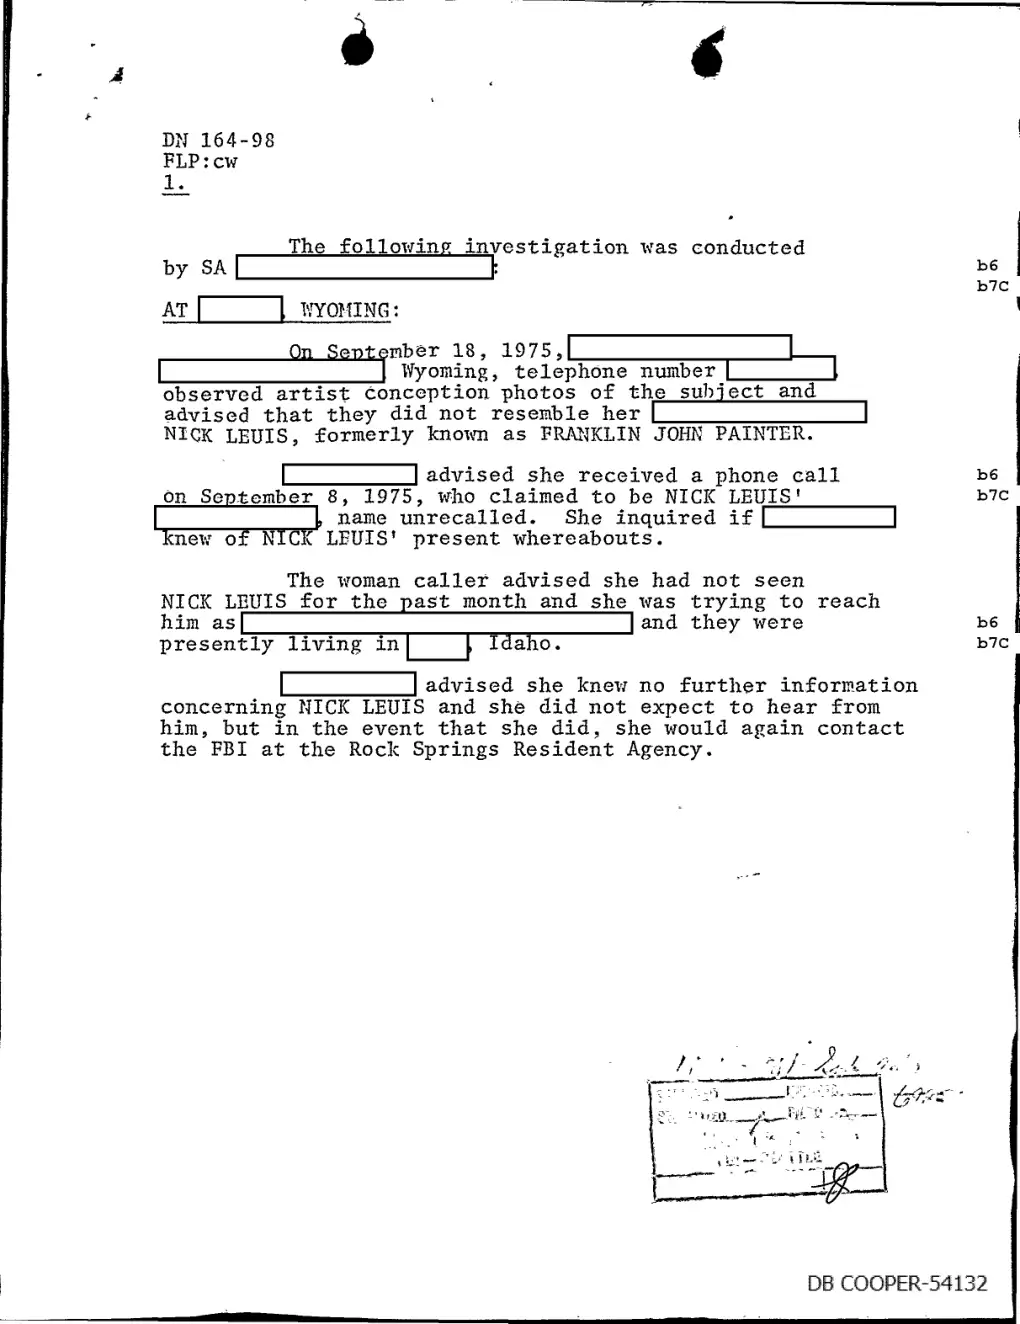 DN 164-98
FLP:cw
1.
The following investigation was conducted
by SA :
b6
b7C
AT , WYOMING:
On September 18, 1975,
Wyoming, telephone number ,
observed artist conception photos of the subject and
advised that they did not resemble her
NICK LEUIS, formerly known as FRANKLIN JOHN PAINTER.
advised she received a phone call
b6
on September 8, 1975, who claimed to be NICK LEUIS'
b7C
, name unrecalled. She inquired if
knew of NICK LEUIS' present whereabouts.
The woman caller advised she had not seen
NICK LEUIS for the past month and she was trying to reach
him as and they were
b6
presently living in , Idaho.
b7C
advised she knew no further information
concerning NICK LEUIS and she did not expect to hear from
him, but in the event that she did, she would again contact
the FBI at the Rock Springs Resident Agency.
DB COOPER-54132